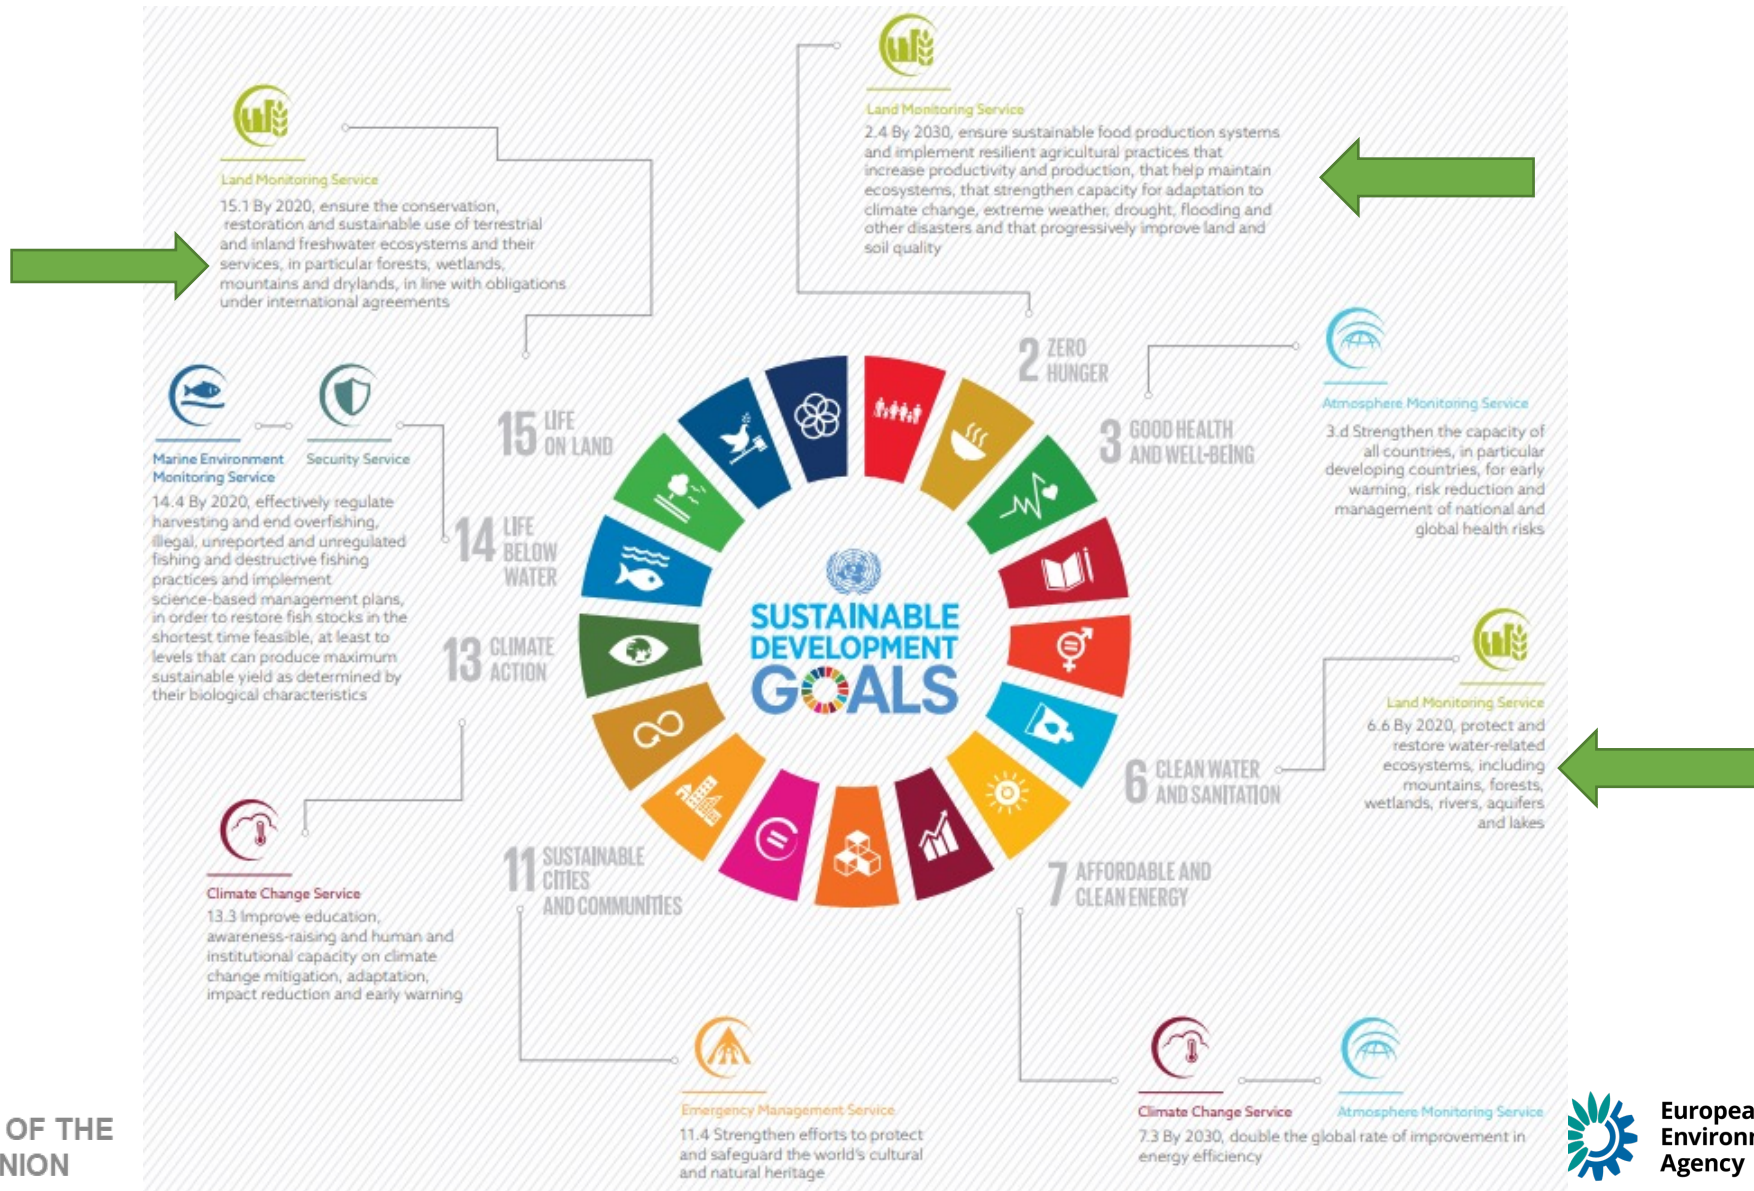 Land Monitoring Service
15.1 By 2020, ensure the conservation,
restoration and sustainable use of terrestrial
and inland freshwater ecosystems and their
services, in particular forests, wetlands,
mountains and drylands, in line with obligations
under international agreements
Land Monitoring Service
2.4 By 2030, ensure sustainable food production systems
and implement resilient agricultural practices that
increase productivity and production, that help maintain
ecosystems, that strengthen capacity for adaptation to
climate change, extreme weather, drought, flooding and
other disasters and that progressively improve land and
soil quality
2 ZERO
HUNGER
Atmosphere Monitoring Service
3.d Strengthen the capacity of
all countries, in particular
developing countries, for early
warning, risk reduction and
management of national and
global health risks
3 GOOD HEALTH
AND WELL-BEING
15 LIFE
ON LAND
Marine Environment
Monitoring Service
Security Service
14.4 By 2020, effectively regulate
harvesting and end overfishing,
illegal, unreported and unregulated
fishing and destructive fishing
practices and implement
science-based management plans,
in order to restore fish stocks in the
shortest time feasible, at least to
levels that can produce maximum
sustainable yield as determined by
their biological characteristics
14 LIFE
BELOW
WATER
SUSTAINABLE
DEVELOPMENT
GOALS
13 CLIMATE
ACTION
Land Monitoring Service
6.6 By 2020, protect and
restore water-related
ecosystems, including
mountains, forests,
wetlands, rivers, aquifers
and lakes
6 CLEAN WATER
AND SANITATION
Climate Change Service
13.3 Improve education,
awareness-raising and human and
institutional capacity on climate
change mitigation, adaptation,
impact reduction and early warning
11 SUSTAINABLE
CITIES
AND COMMUNITIES
7 AFFORDABLE AND
CLEAN ENERGY
Emergency Management Service
11.4 Strengthen efforts to protect
and safeguard the world's cultural
and natural heritage
Climate Change Service
Atmosphere Monitoring Service
7.3 By 2030, double the global rate of improvement in
energy efficiency
OF THE
NION
Europea
Environ
Agency